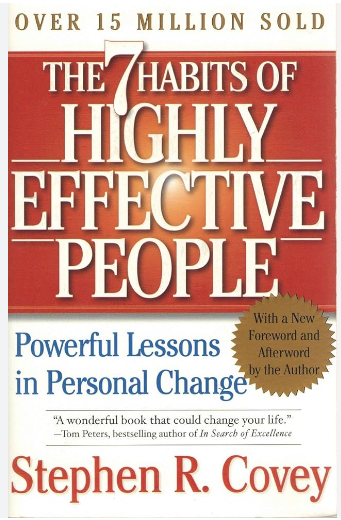 OVER 15 MILLION SOLD
THE 7 HABITS OF
HIGHLY
EFFECTIVE
PEOPLE
Powerful Lessons
in Personal Change
With a New
Foreword and
Afterword
by the Author
"A wonderful book that could change your life."
—Tom Peters, bestselling author of In Search of Excellence
Stephen R. Covey